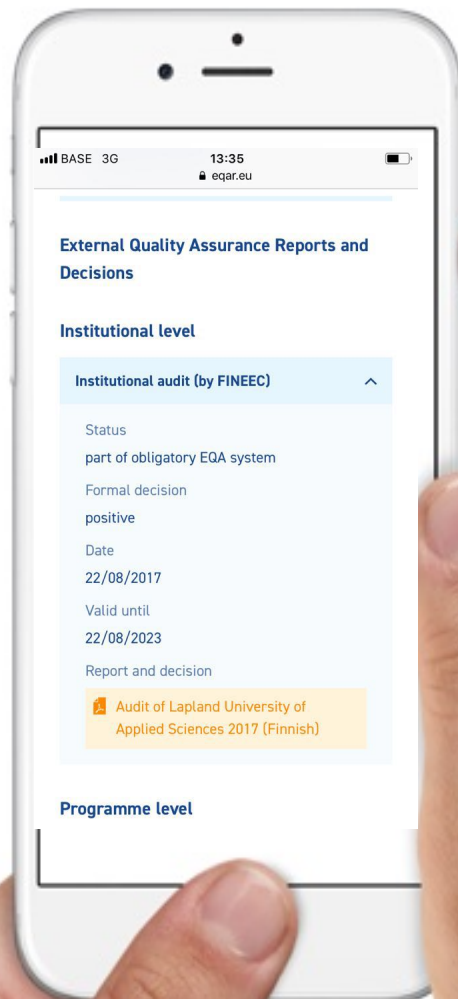 BASE 3G 13:35
eqar.eu
External Quality Assurance Reports and
Decisions
Institutional level
Institutional audit (by FINEEC)
Status
part of obligatory EQA system
Formal decision
positive
Date
22/08/2017
Valid until
22/08/2023
Report and decision
Audit of Lapland University of
Applied Sciences 2017 (Finnish)
Programme level